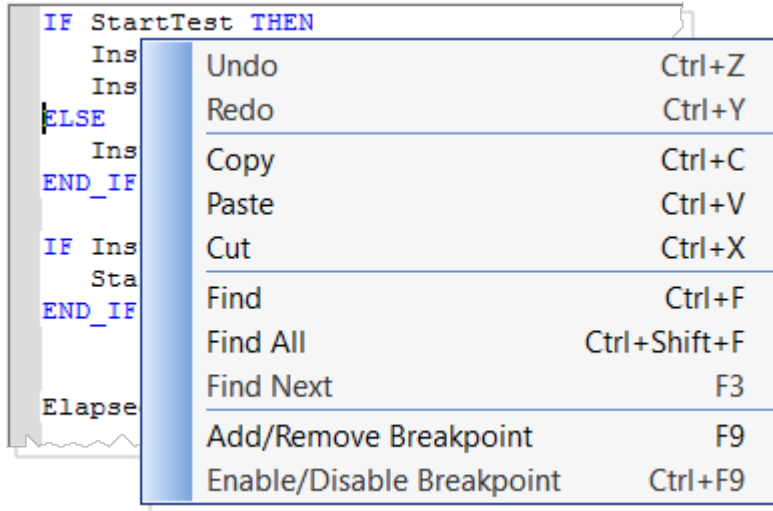 IF StartTest THEN
Ins
Ins
ELSE
Ins
END_IF
IF Ins
Sta
END_IF
Elapse
Undo Ctrl+Z
Redo Ctrl+Y
Copy Ctrl+C
Paste Ctrl+V
Cut Ctrl+X
Find Ctrl+F
Find All Ctrl+Shift+F
Find Next F3
Add/Remove Breakpoint F9
Enable/Disable Breakpoint Ctrl+F9